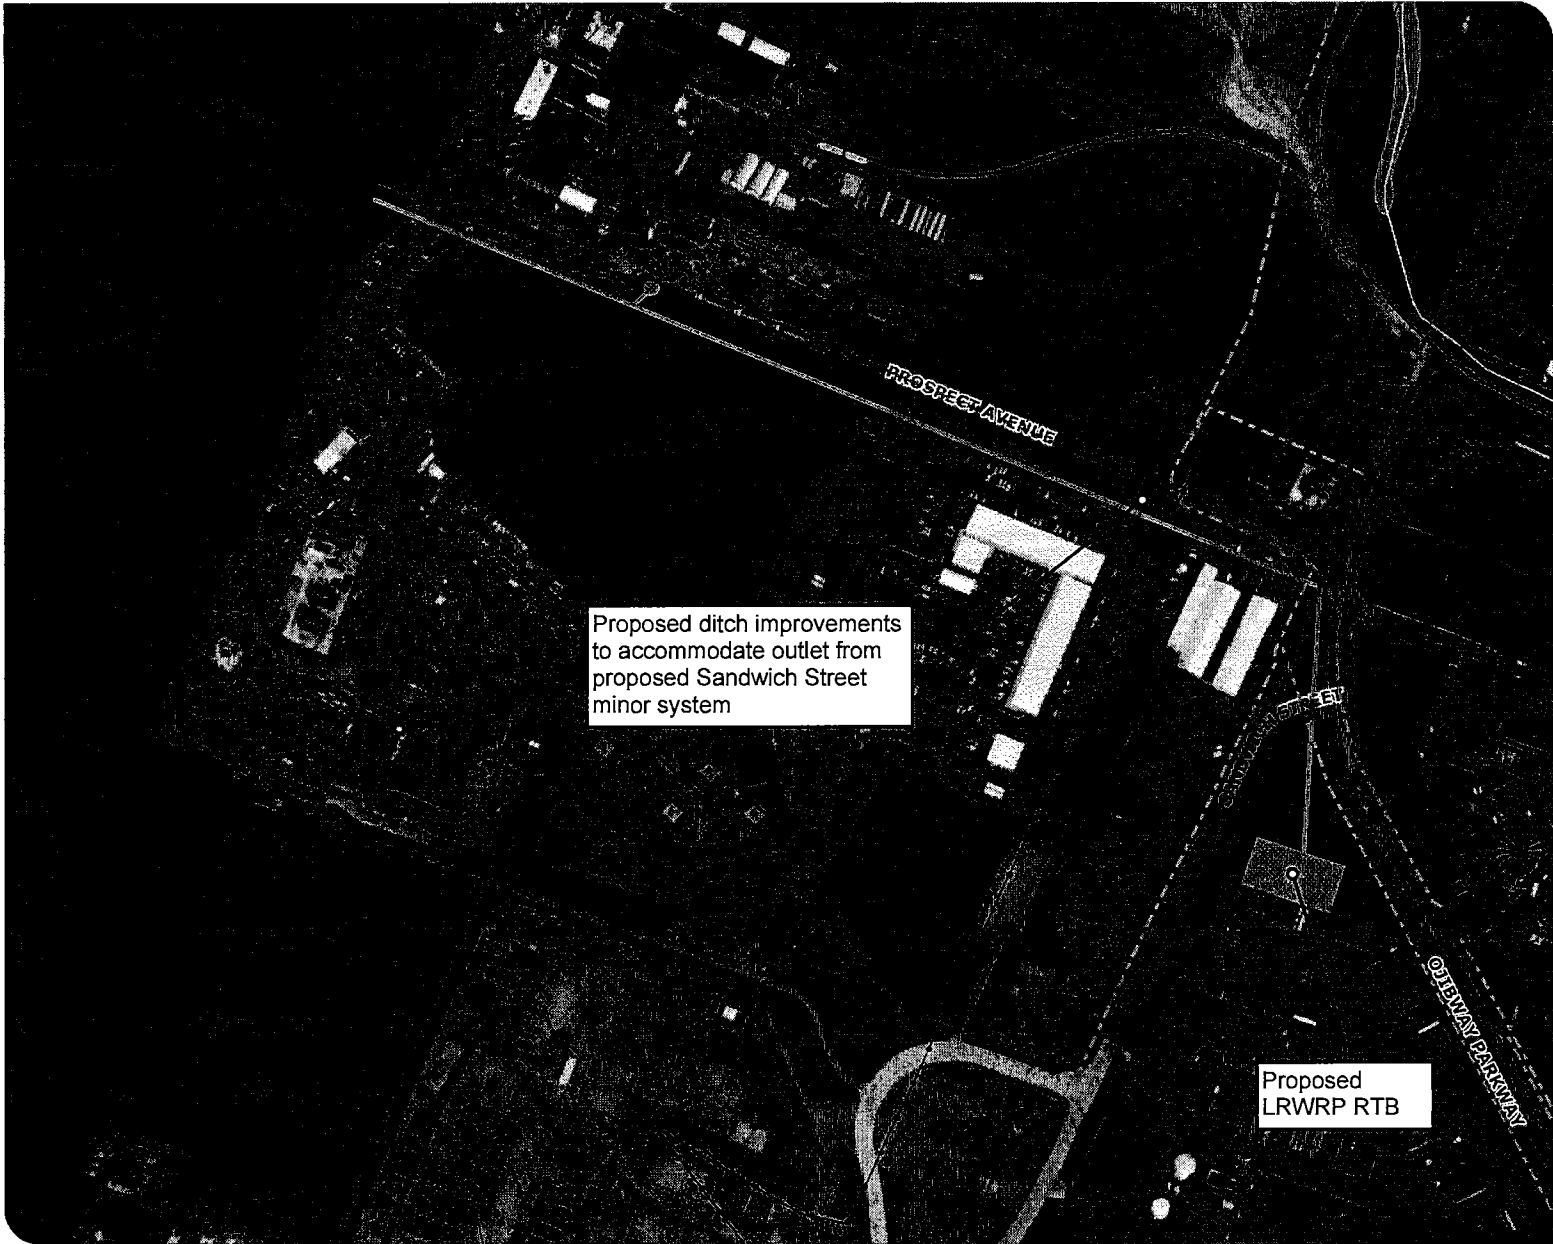 PROSPECT AVENUE
Proposed ditch improvements
to accommodate outlet from
proposed Sandwich Street
minor system
STREET
OJIBWAY PARKWAY
Proposed
LRWRP RTB